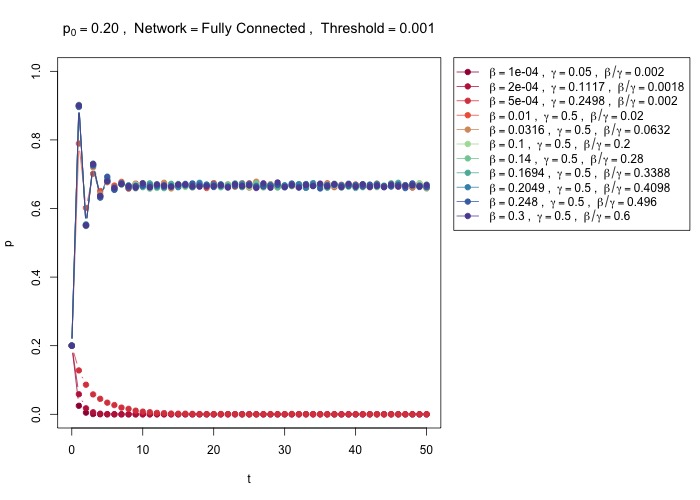 p₀ = 0.20 , Network = Fully Connected , Threshold = 0.001
β = 1e-04 , γ = 0.05 , β/γ = 0.002
β = 2e-04 , γ = 0.1117 , β/γ = 0.0018
β = 5e-04 , γ = 0.2498 , β/γ = 0.002
β = 0.01 , γ = 0.5 , β/γ = 0.02
β = 0.0316 , γ = 0.5 , β/γ = 0.0632
β = 0.1 , γ = 0.5 , β/γ = 0.2
β = 0.14 , γ = 0.5 , β/γ = 0.28
β = 0.1694 , γ = 0.5 , β/γ = 0.3388
β = 0.2049 , γ = 0.5 , β/γ = 0.4098
β = 0.248 , γ = 0.5 , β/γ = 0.496
β = 0.3 , γ = 0.5 , β/γ = 0.6
1.0
0.8
0.6
0.4
0.2
0.0
p
0 10 20 30 40 50
t